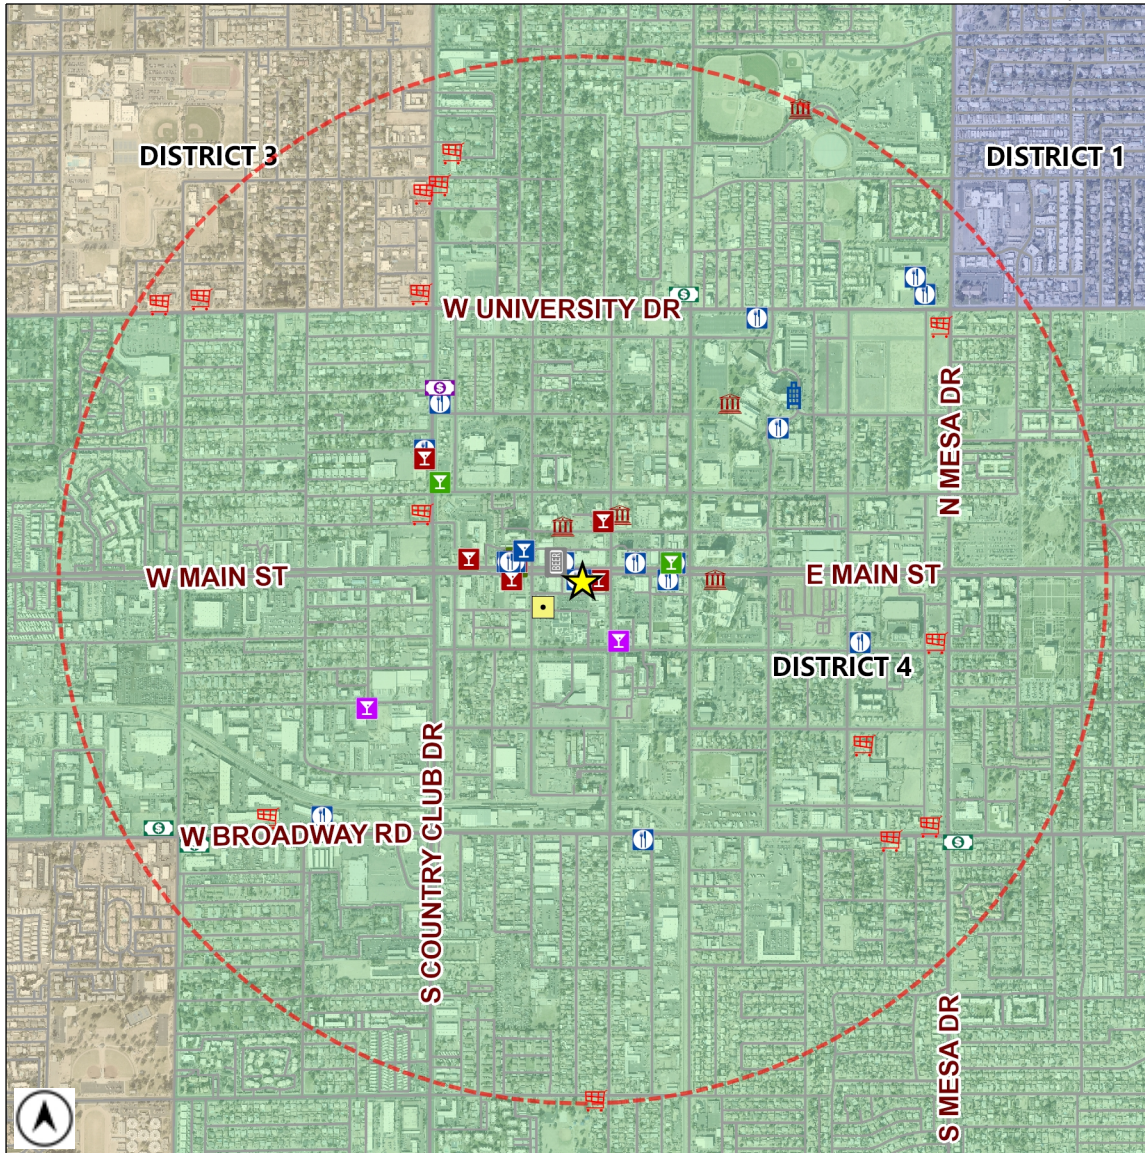 DISTRICT 3
DISTRICT 1
W UNIVERSITY DR
N MESA DR
BEER
W MAIN ST
E MAIN ST
DISTRICT 4
S COUNTRY CLUB DR
W BROADWAY RD
S MESA DR